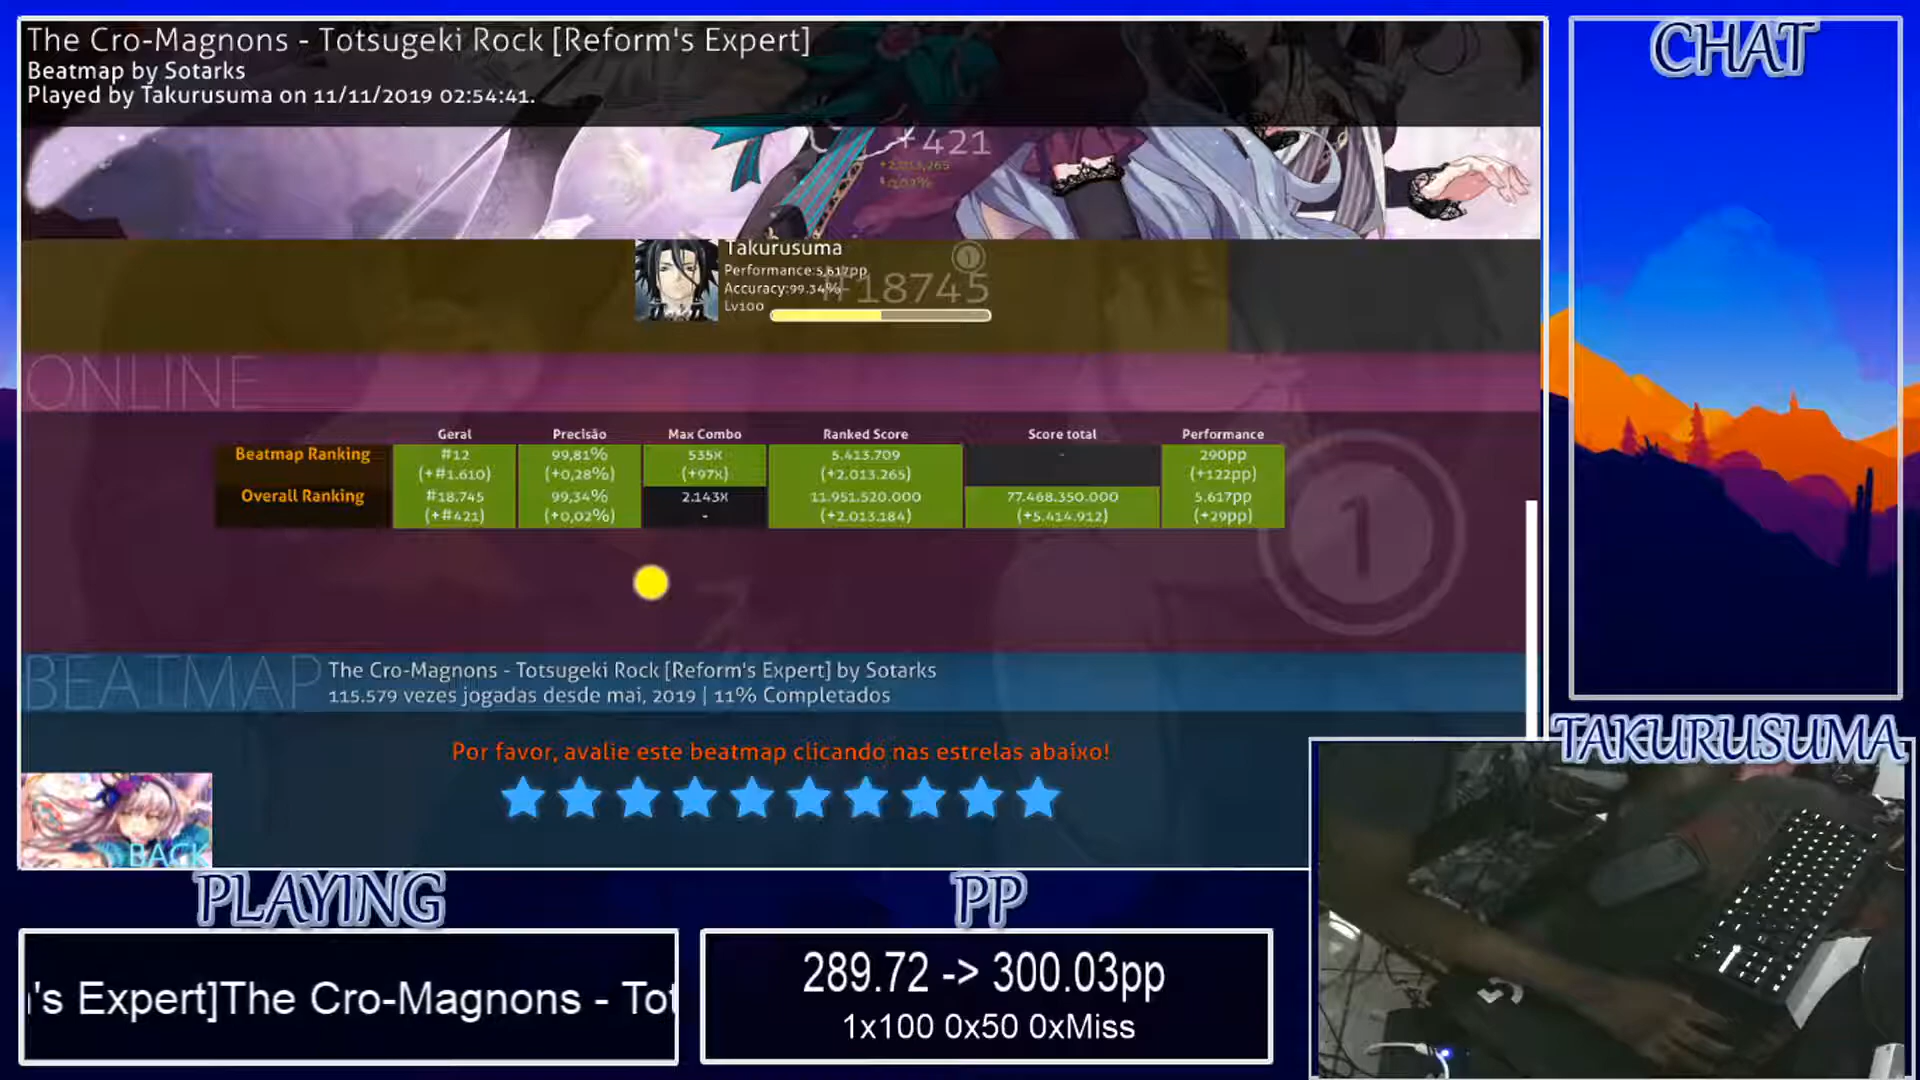 The Cro-Magnons - Totsugeki Rock [Reform's Expert]
Beatmap by Sotarks
Played by Takurusuma on 11/11/2019 02:54:41.
CHAT
+421
+2.013,265
Takurusuma
Performance:5,617pp
Accuracy:99.34%
#18745
Lv100
ONLINE
Geral Precisão Max Combo Ranked Score Score total Performance
Beatmap Ranking #12 99,81% 535x 5.413.709 - 290pp
(+#1.610) (+0,28%) (+97x) (+2.013.265) (+122pp)
Overall Ranking #18.745 99,34% 2.143x 11.951.520.000 77.468.350.000 5.617pp
(+#421) (+0,02%) - (+2.013.184) (+5.414.912) (+29pp)
1
BEATMAP
The Cro-Magnons - Totsugeki Rock [Reform's Expert] by Sotarks
115.579 vezes jogadas desde mai, 2019 | 11% Completados
Por favor, avalie este beatmap clicando nas estrelas abaixo!
BACK
TAKURUSUMA
PLAYING
PP
's Expert]The Cro-Magnons - Tot
289.72 -> 300.03pp
1x100 0x50 0xMiss